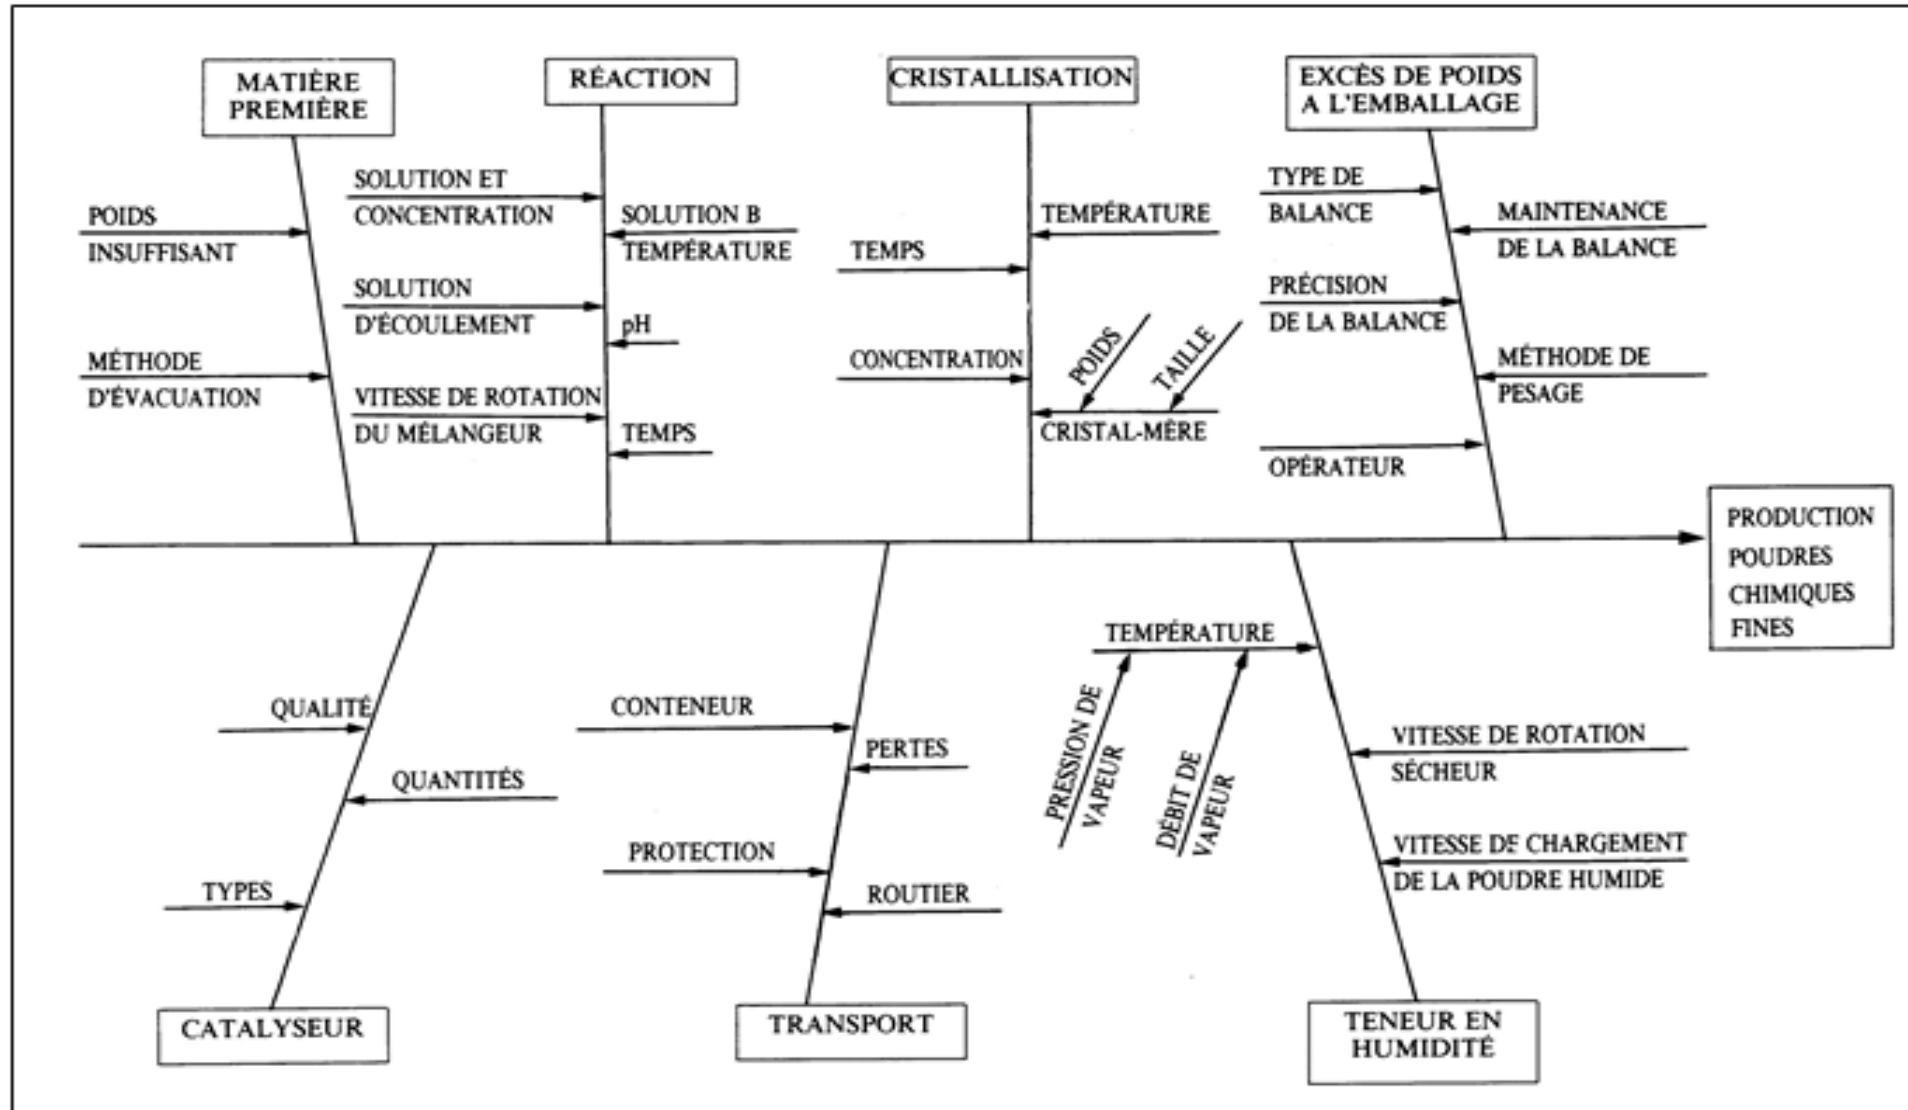 MATIÈRE
PREMIÈRE
RÉACTION
CRISTALLISATION
EXCÈS DE POIDS
A L'EMBALLAGE
POIDS
INSUFFISANT
MÉTHODE
D'ÉVACUATION
SOLUTION ET
CONCENTRATION
SOLUTION B
TEMPÉRATURE
SOLUTION
D'ÉCOULEMENT
pH
VITESSE DE ROTATION
DU MÉLANGEUR
TEMPS
TEMPÉRATURE
TEMPS
CONCENTRATION
POIDS
TAILLE
CRISTAL-MÈRE
TYPE DE
BALANCE
MAINTENANCE
DE LA BALANCE
PRÉCISION
DE LA BALANCE
MÉTHODE DE
PESAGE
OPÉRATEUR
PRODUCTION
POUDRES
CHIMIQUES
FINES
QUALITÉ
QUANTITÉS
TYPES
CATALYSEUR
CONTENEUR
PERTES
PROTECTION
ROUTIER
TRANSPORT
TEMPÉRATURE
PRESSION DE
VAPEUR
DÉBIT DE
VAPEUR
VITESSE DE ROTATION
SÉCHEUR
VITESSE DE CHARGEMENT
DE LA POUDRE HUMIDE
TENEUR EN
HUMIDITÉ